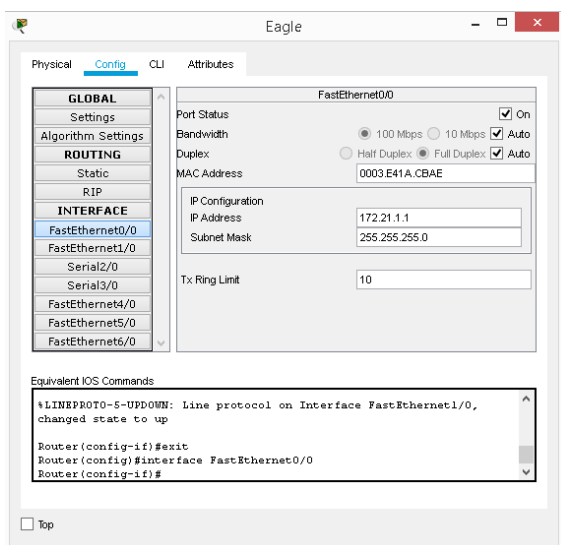 Eagle
Physical Config CLI Attributes
GLOBAL
Settings
Algorithm Settings
ROUTING
Static
RIP
INTERFACE
FastEthernet0/0
FastEthernet1/0
Serial2/0
Serial3/0
FastEthernet4/0
FastEthernet5/0
FastEthernet6/0
FastEthernet0/0
Port Status On
Bandwidth 100 Mbps 10 Mbps Auto
Duplex Half Duplex Full Duplex Auto
MAC Address 0003.E41A.CBAE
IP Configuration
IP Address 172.21.1.1
Subnet Mask 255.255.255.0
Tx Ring Limit 10
Equivalent IOS Commands
%LINEPROTO-5-UPDOWN: Line protocol on Interface FastEthernet1/0,
changed state to up
Router(config-if)#exit
Router(config)#interface FastEthernet0/0
Router(config-if)#
Top